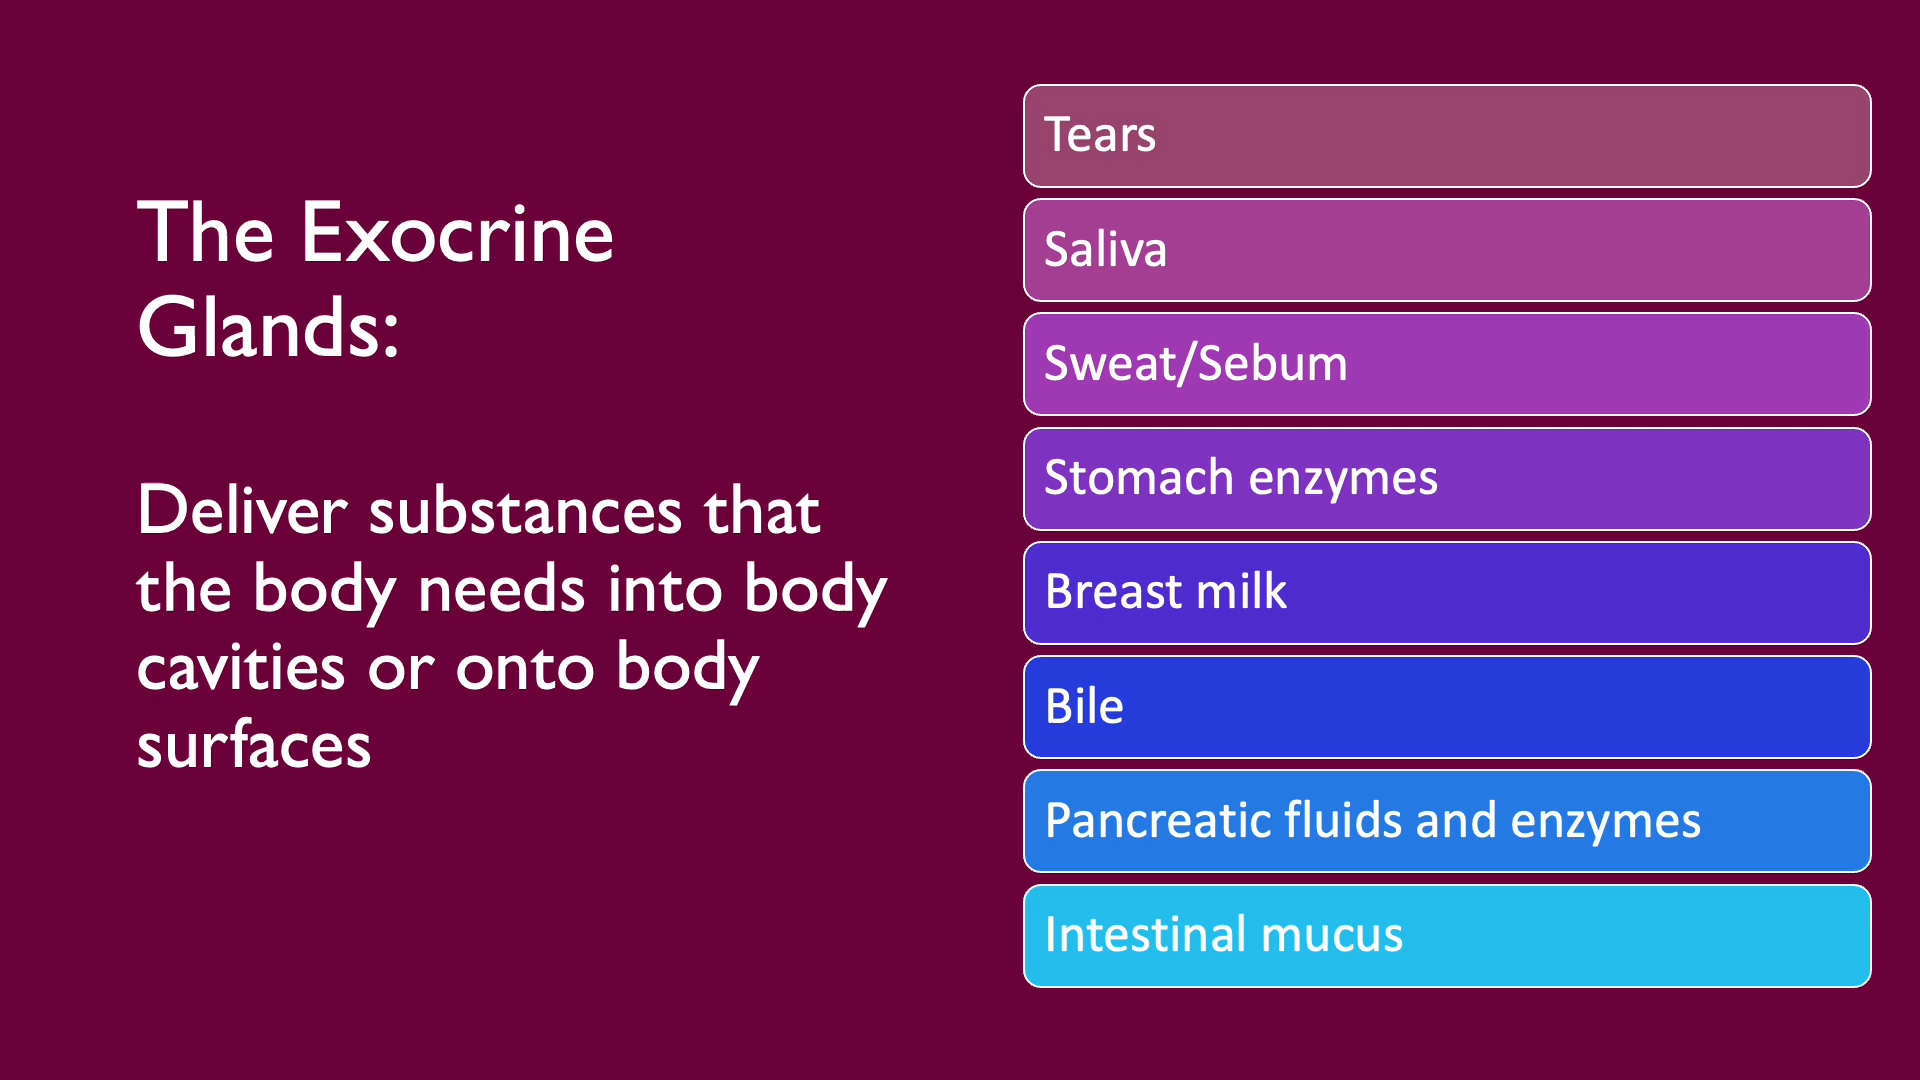 The Exocrine
Glands:
Deliver substances that
the body needs into body
cavities or onto body
surfaces
Tears
Saliva
Sweat/Sebum
Stomach enzymes
Breast milk
Bile
Pancreatic fluids and enzymes
Intestinal mucus